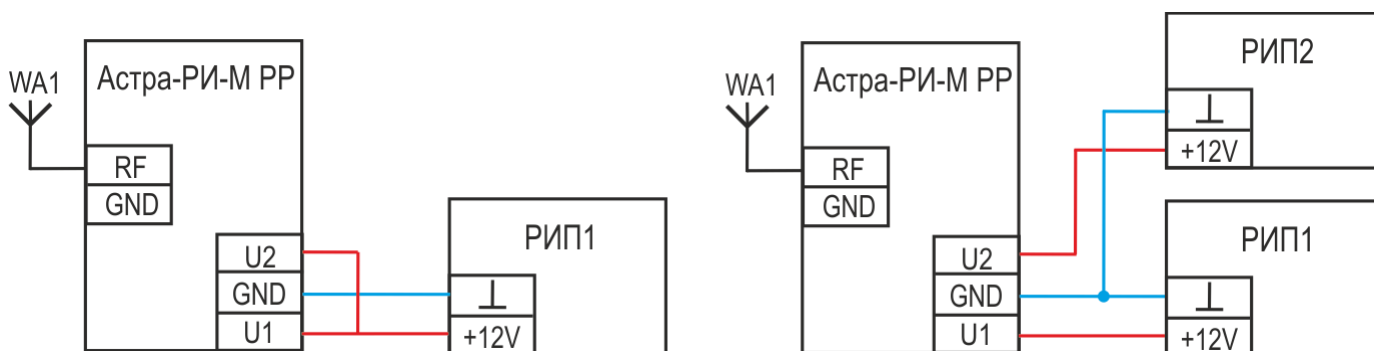 WA1
Астра-РИ-М РР
RF
GND
U2
GND
U1
РИП1
⊥
+12V
WA1
Астра-РИ-М РР
RF
GND
U2
GND
U1
РИП2
⊥
+12V
РИП1
⊥
+12V